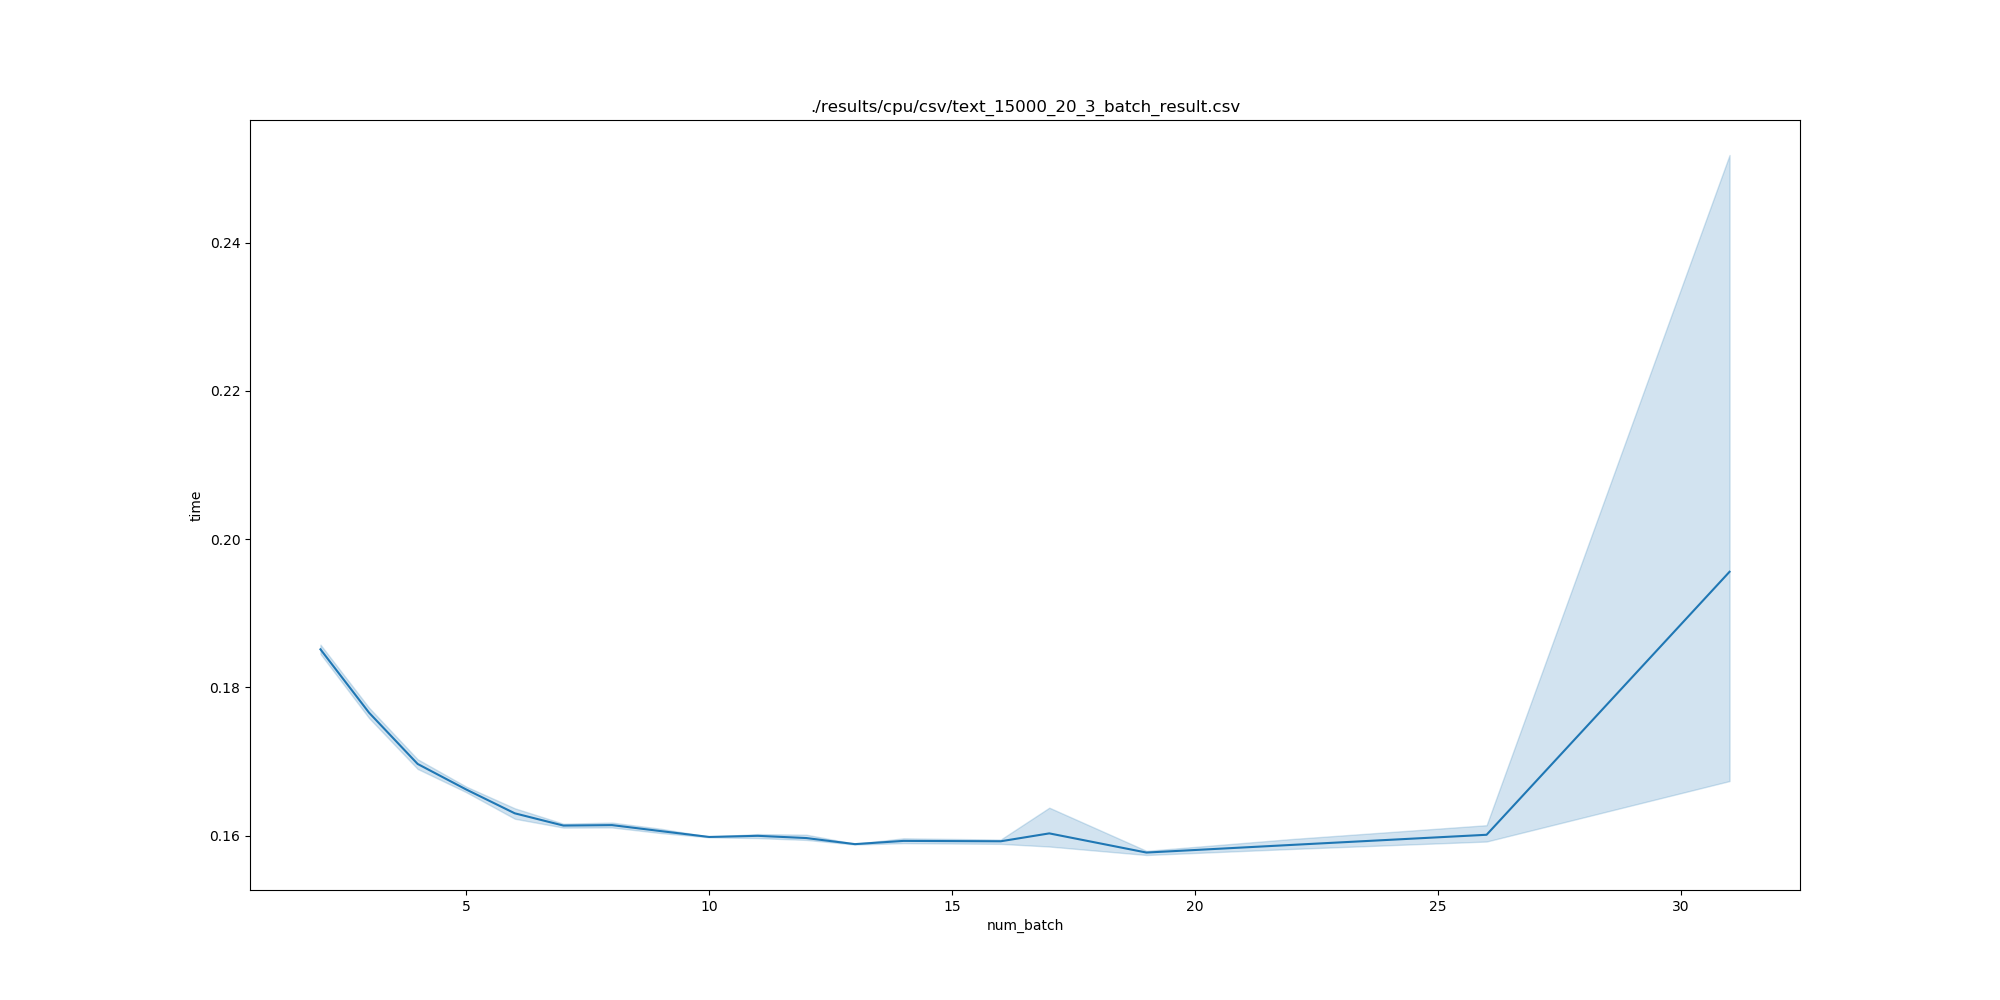 ./results/cpu/csv/text_15000_20_3_batch_result.csv
0.24
0.22
0.20
0.18
0.16
time
5 10 15 20 25 30
num_batch